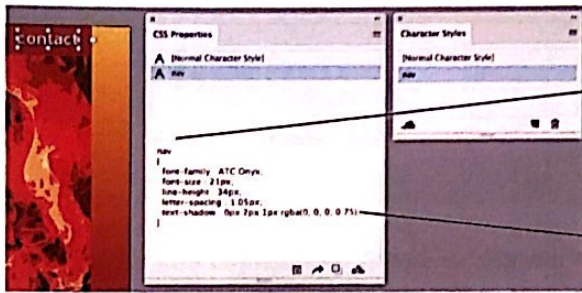 contact
CSS Properties
[Normal Character Style]
nav
nav
{
font-family : ATC Onyx;
font-size : 21px;
line-height : 34px;
letter-spacing : 1.05px;
text-shadow : 0px 2px 1px rgba(0, 0, 0, 0.75)
}
Character Styles
[Normal Character Style]
nav